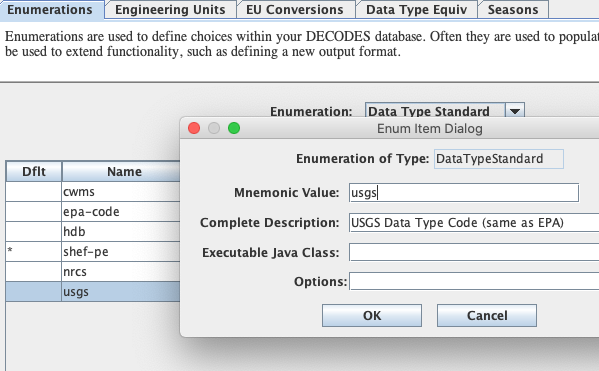 Enumerations Engineering Units EU Conversions Data Type Equiv Seasons
Enumerations are used to define choices within your DECODES database. Often they are used to populat
be used to extend functionality, such as defining a new output format.
Enumeration: Data Type Standard
Enum Item Dialog
Enumeration of Type: DataTypeStandard
Dflt Name
Mnemonic Value: usgs
cwms
epa-code
Complete Description: USGS Data Type Code (same as EPA)
hdb
* shef-pe
Executable Java Class:
nrcs
Options:
usgs
OK Cancel